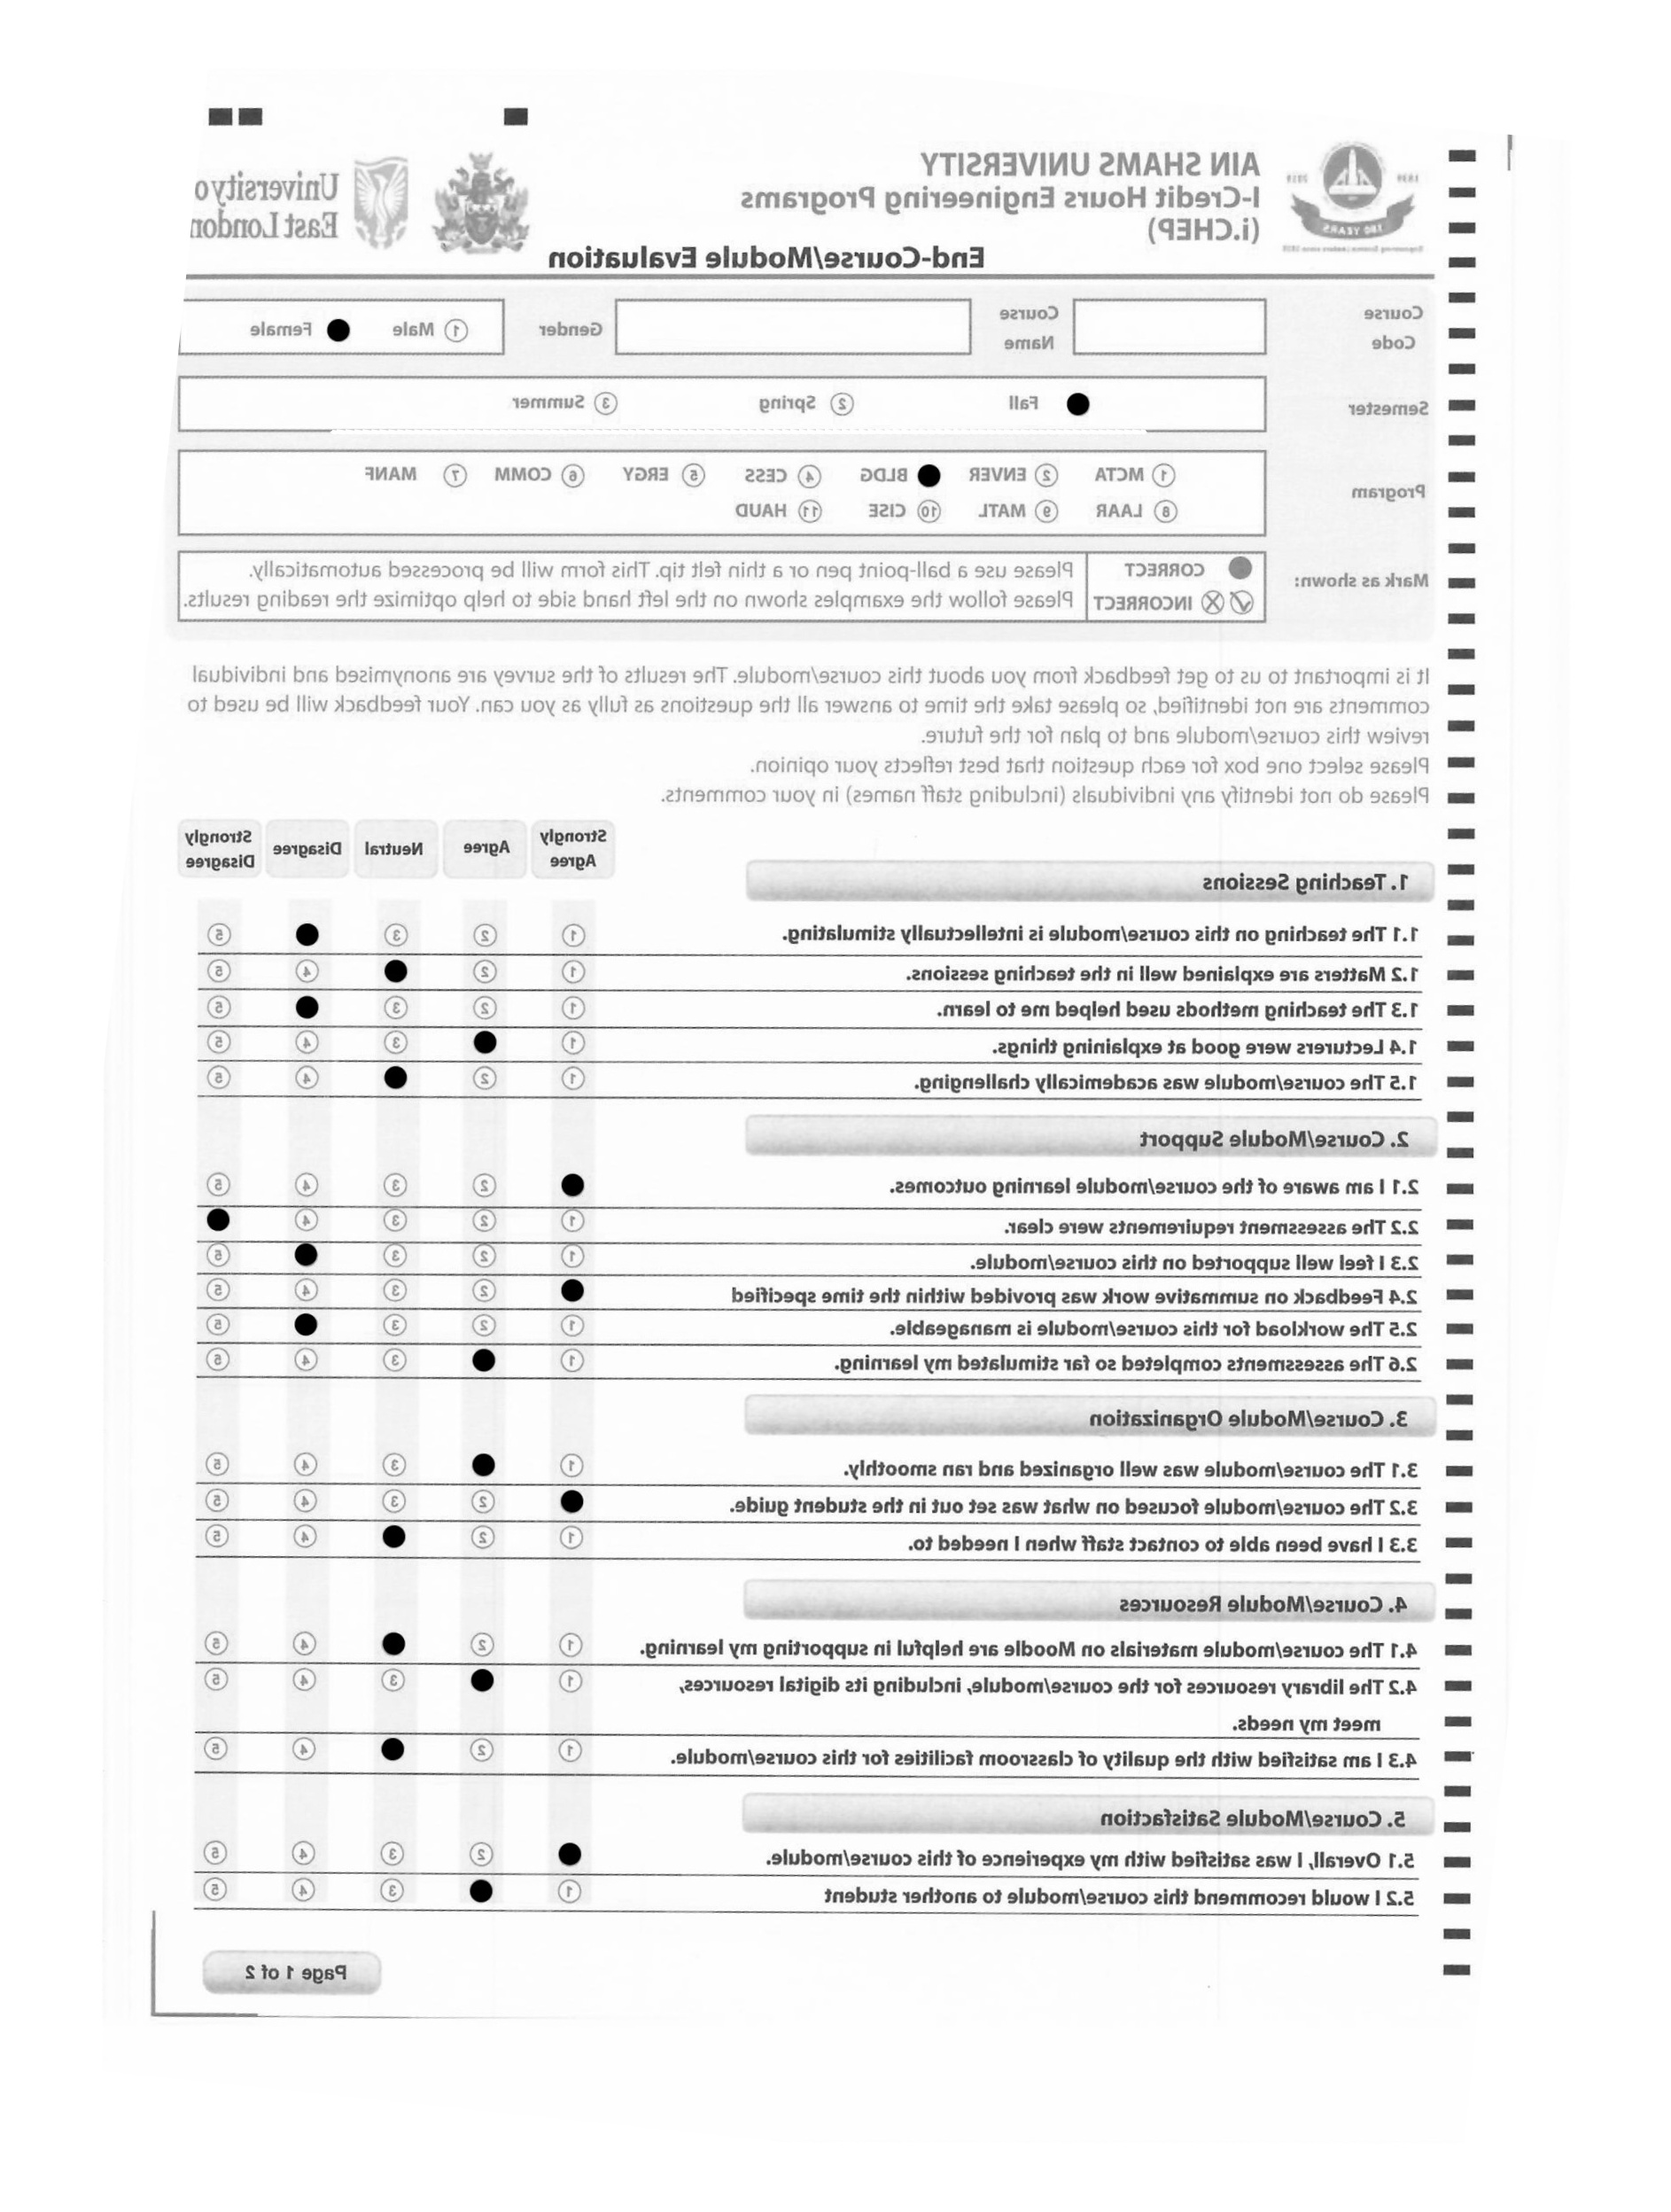 AIN SHAMS UNIVERSITY
I-Credit Hours Engineering Programs
(i.CHEP)
University o
East London
End-Course/Module Evaluation
Course Code
Course Name
Gender
1 Male
Female
Semester
Fall
2 Spring
3 Summer
Program
1 MCTA 2 ENVER BLDG 4 CESS 5 ERGY 6 COMM 7 MANF
8 LAAR 9 MATL 10 CISE 11 HAUD
Mark as shown:
CORRECT
INCORRECT
Please use a ball-point pen or a thin felt tip. This form will be processed automatically.
Please follow the examples shown on the left hand side to help optimize the reading results.
It is important to us to get feedback from you about this course/module. The results of the survey are anonymised and individual
comments are not identified, so please take the time to answer all the questions as fully as you can. Your feedback will be used to
review this course/module and to plan for the future.
Please select one box for each question that best reflects your opinion.
Please do not identify any individuals (including staff names) in your comments.
Strongly Agree
Agree
Neutral
Disagree
Strongly Disagree
1. Teaching Sessions
1.1 The teaching on this course/module is intellectually stimulating. 1 2 3 5
1.2 Matters are explained well in the teaching sessions. 1 2 4 5
1.3 The teaching methods used helped me to learn. 1 2 3 5
1.4 Lecturers were good at explaining things. 1 3 4 5
1.5 The course/module was academically challenging. 1 2 4 5
2. Course/Module Support
2.1 I am aware of the course/module learning outcomes. 2 3 4 5
2.2 The assessment requirements were clear. 1 2 3 4
2.3 I feel well supported on this course/module. 1 2 3 5
2.4 Feedback on summative work was provided within the time specified 2 3 4 5
2.5 The workload for this course/module is manageable. 1 2 3 5
2.6 The assessments completed so far stimulated my learning. 1 3 4 5
3. Course/Module Organization
3.1 The course/module was well organized and ran smoothly. 1 3 4 5
3.2 The course/module focused on what was set out in the student guide. 2 3 4 5
3.3 I have been able to contact staff when I needed to. 1 2 4 5
4. Course/Module Resources
4.1 The course/module materials on Moodle are helpful in supporting my learning. 1 2 4 5
4.2 The library resources for the course/module, including its digital resources, 1 3 4 5
meet my needs.
4.3 I am satisfied with the quality of classroom facilities for this course/module. 1 2 4 5
5. Course/Module Satisfaction
5.1 Overall, I was satisfied with my experience of this course/module. 2 3 4 5
5.2 I would recommend this course/module to another student 1 3 4 5
Page 1 of 2